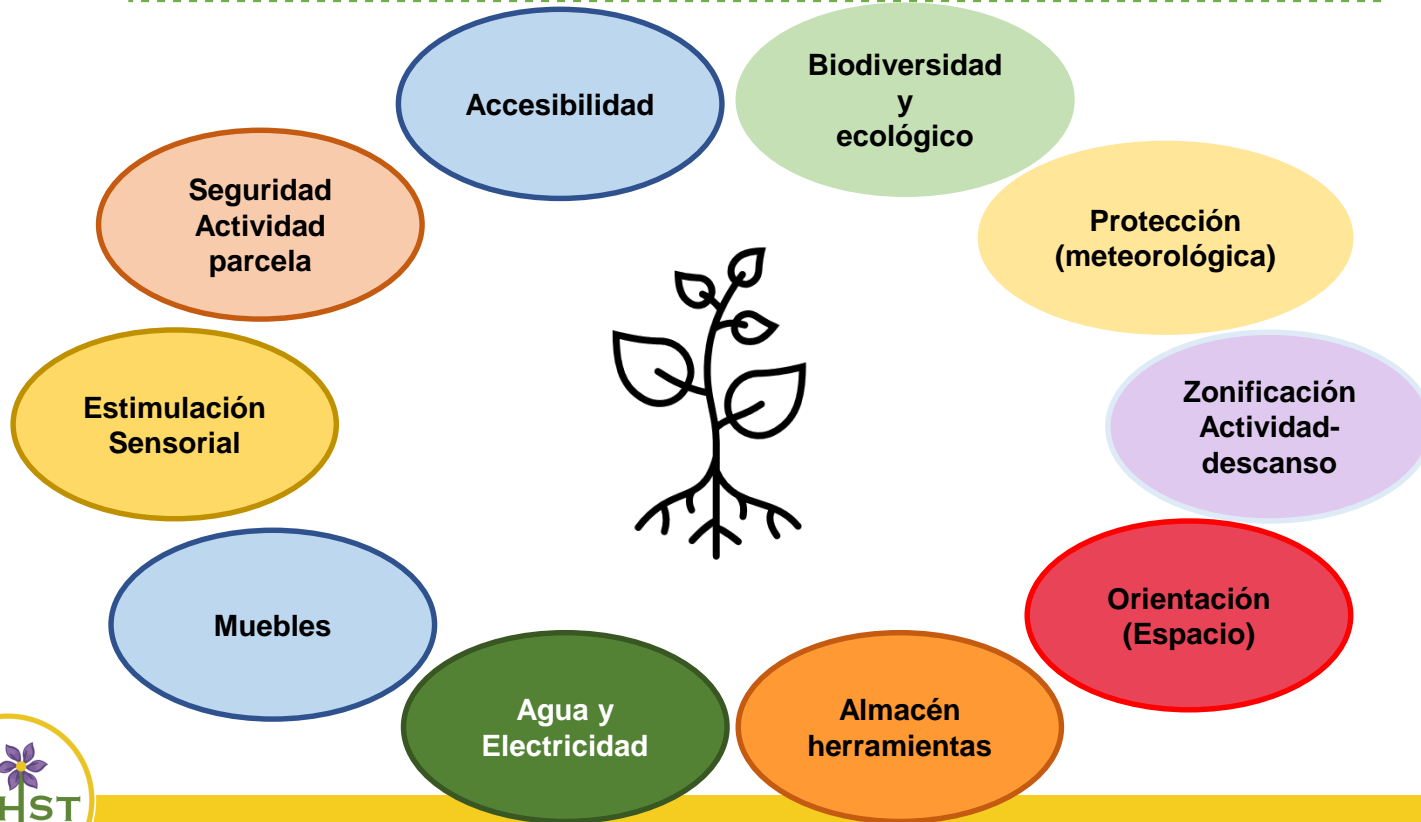 Accesibilidad
Biodiversidad
y
ecológico
Seguridad
Actividad
parcela
Protección
(meteorológica)
Estimulación
Sensorial
Zonificación
Actividad-
descanso
Muebles
Orientación
(Espacio)
Agua y
Electricidad
Almacén
herramientas
HST